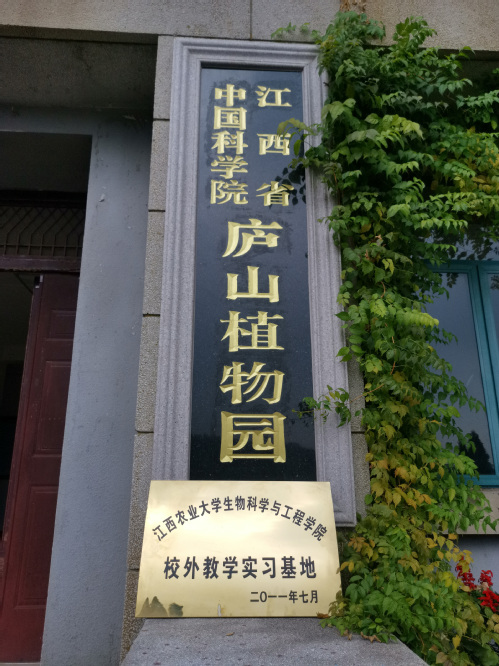 江西省
中国科学院
庐山植物园
江西农业大学生物科学与工程学院
校外教学实习基地
二〇一一年七月